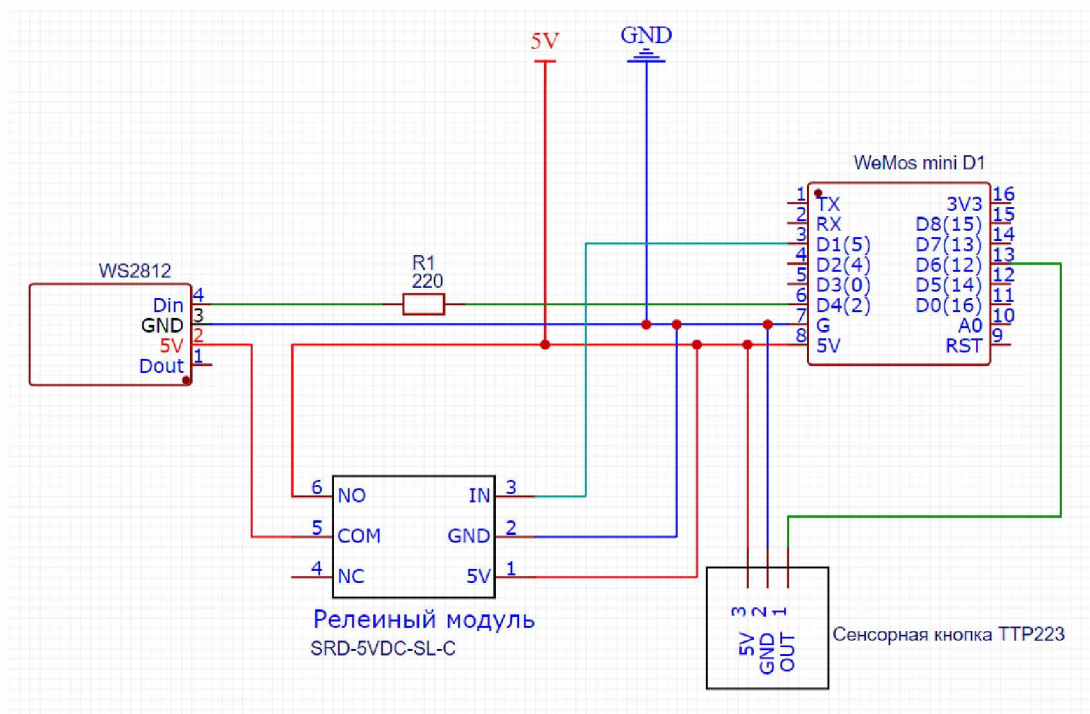 5V
GND
WeMos mini D1
1 TX 3V3 16
2 RX D8(15) 15
3 D1(5) D7(13) 14
4 D2(4) D6(12) 13
5 D3(0) D5(14) 12
6 D4(2) D0(16) 11
7 G A0 10
8 5V RST 9
WS2812
Din 4
GND 3
5V 2
Dout 1
R1
220
6 NO IN 3
5 COM GND 2
4 NC 5V 1
Релеиный модуль
SRD-5VDC-SL-C
3 2 1
5V
GND
OUT
Сенсорная кнопка TTP223